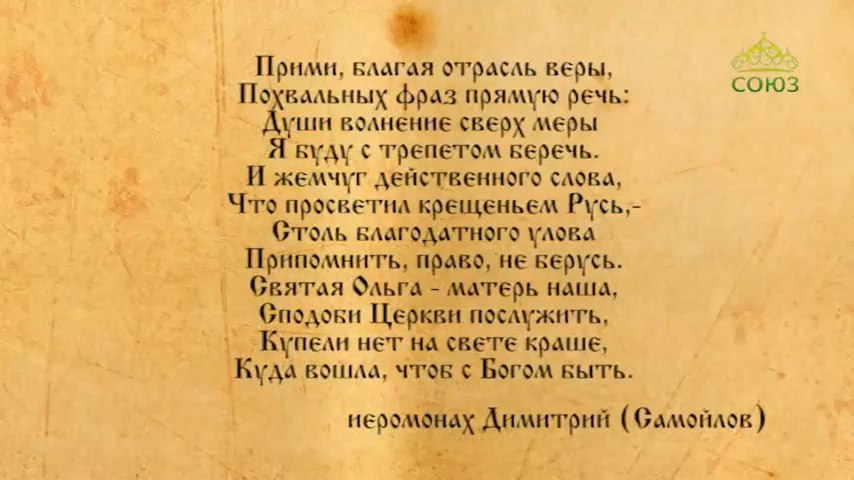 СОЮЗ
Прими, благая отрасль веры,
Похвальных фраз прямую речь:
Души волнение сверх меры
Я буду с трепетом беречь.
И жемчуг действенного слова,
Что просветил крещеньем Русь,-
Столь благодатного улова
Припомнить, право, не берусь.
Святая Ольга - матерь наша,
Сподоби Церкви послужить,
Купели нет на свете краше,
Куда вошла, чтоб с Богом быть.
иеромонах Димитрий (Самойлов)